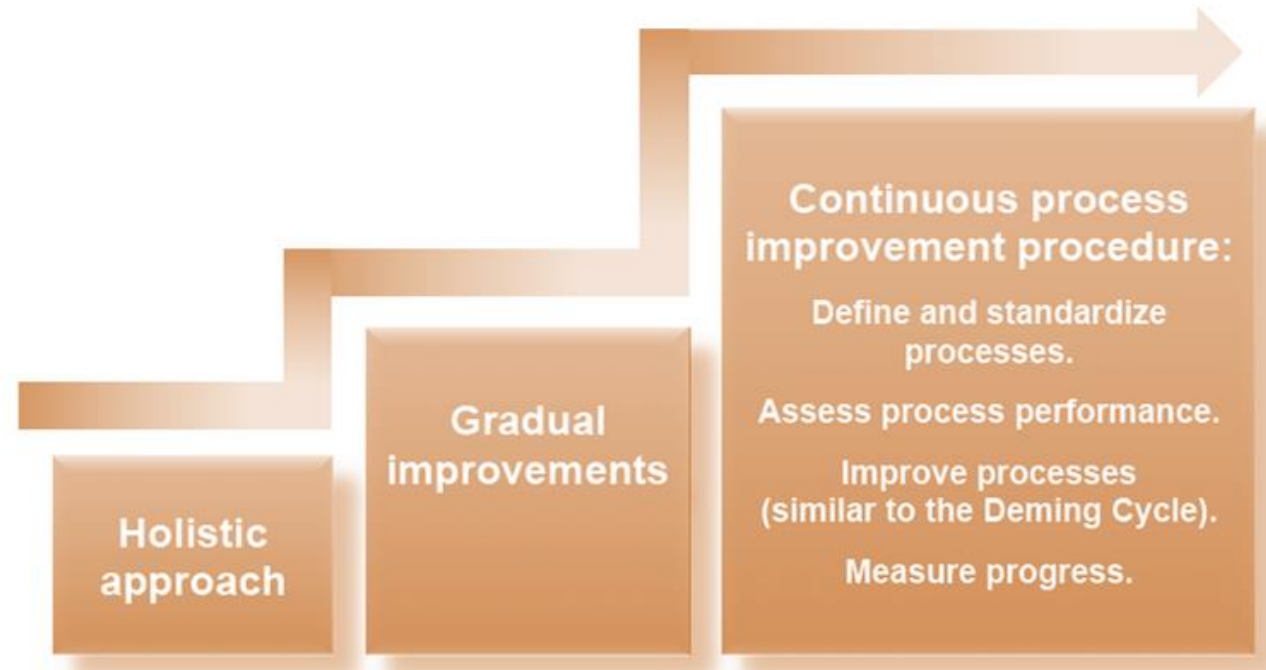 Holistic
approach
Gradual
improvements
Continuous process
improvement procedure:
Define and standardize
processes.
Assess process performance.
Improve processes
(similar to the Deming Cycle).
Measure progress.